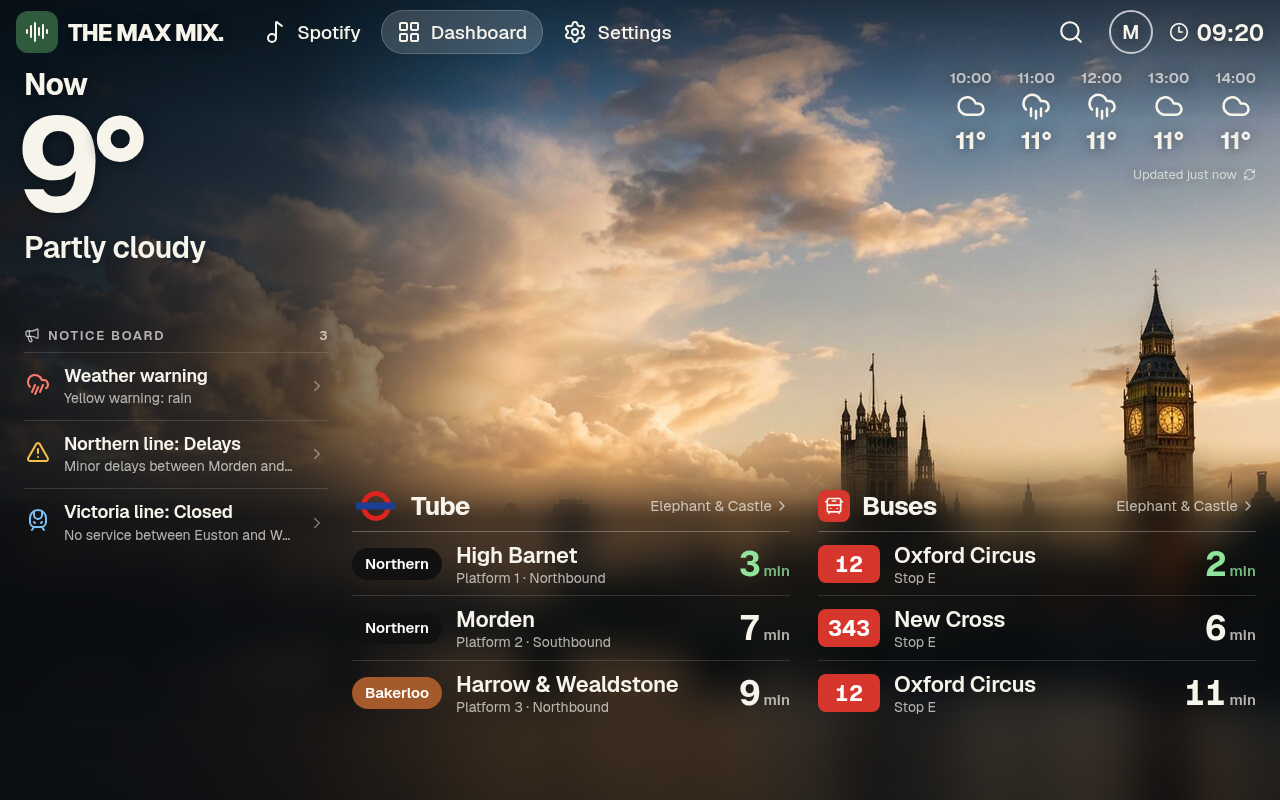 THE MAX MIX.
Spotify
Dashboard
Settings
M
09:20
Now
9°
Partly cloudy
10:00 11:00 12:00 13:00 14:00
11° 11° 11° 11° 11°
Updated just now
NOTICE BOARD 3
Weather warning
Yellow warning: rain
Northern line: Delays
Minor delays between Morden and...
Victoria line: Closed
No service between Euston and W...
Tube
Elephant & Castle
Northern
High Barnet
Platform 1 · Northbound
3 min
Northern
Morden
Platform 2 · Southbound
7 min
Bakerloo
Harrow & Wealdstone
Platform 3 · Northbound
9 min
Buses
Elephant & Castle
12
Oxford Circus
Stop E
2 min
343
New Cross
Stop E
6 min
12
Oxford Circus
Stop E
11 min